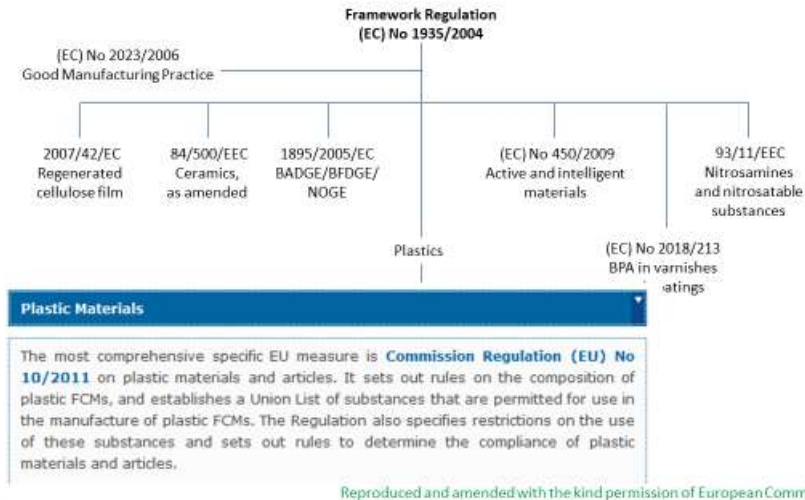 Framework Regulation
(EC) No 1935/2004
(EC) No 2023/2006
Good Manufacturing Practice
2007/42/EC
Regenerated
cellulose film
84/500/EEC
Ceramics,
as amended
1895/2005/EC
BADGE/BFDGE/
NOGE
(EC) No 450/2009
Active and intelligent
materials
93/11/EEC
Nitrosamines
and nitrosatable
substances
Plastics
(EC) No 2018/213
BPA in varnishes
atings
Plastic Materials
The most comprehensive specific EU measure is Commission Regulation (EU) No
10/2011 on plastic materials and articles. It sets out rules on the composition of
plastic FCMs, and establishes a Union List of substances that are permitted for use in
the manufacture of plastic FCMs. The Regulation also specifies restrictions on the use
of these substances and sets out rules to determine the compliance of plastic
materials and articles.
Reproduced and amended with the kind permission of European Comm